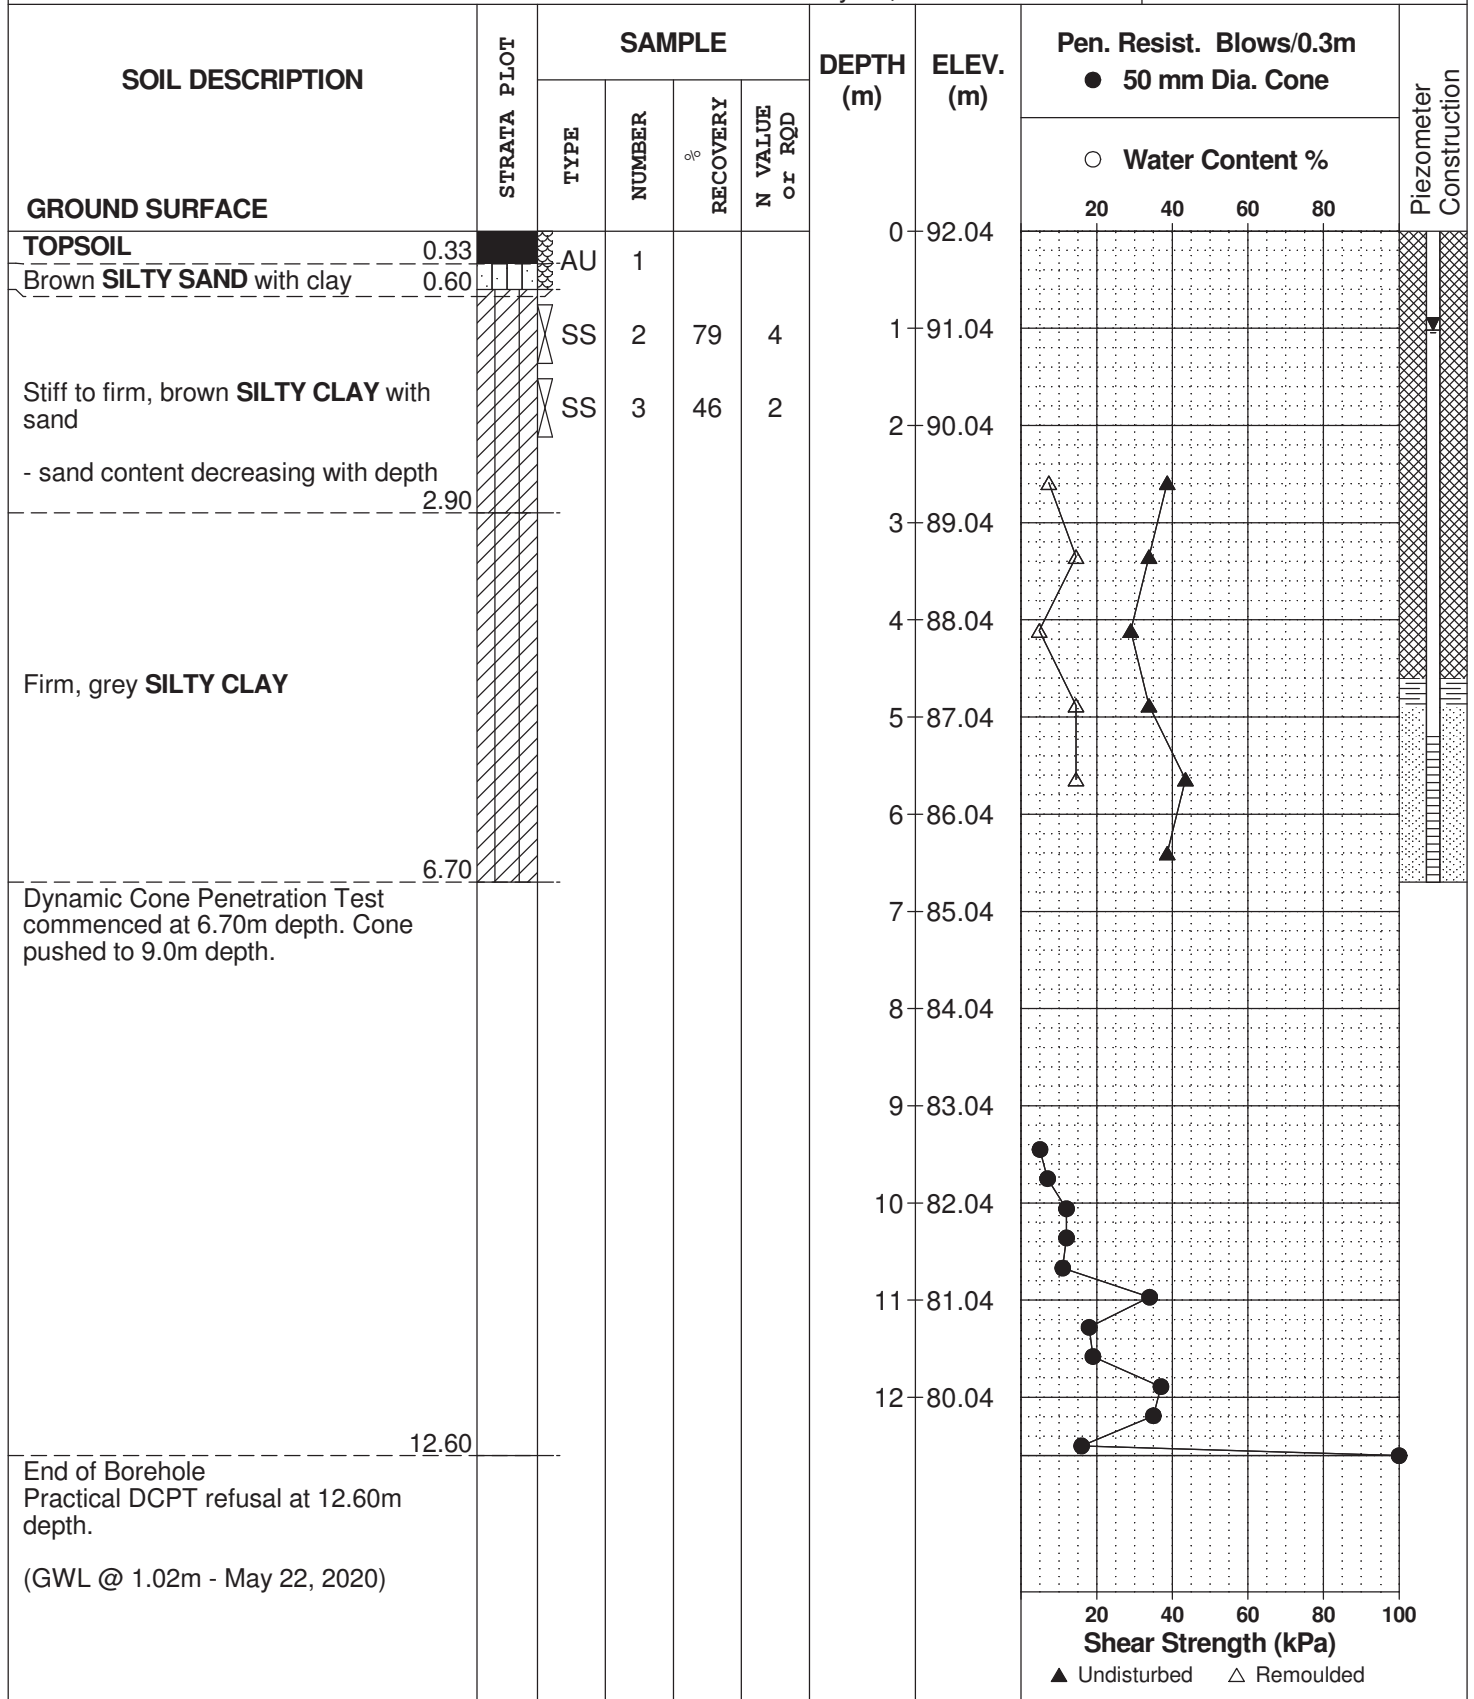 SOIL DESCRIPTION
GROUND SURFACE
STRATA PLOT
SAMPLE
TYPE
NUMBER
%
RECOVERY
N VALUE
or RQD
DEPTH
(m)
ELEV.
(m)
Pen. Resist. Blows/0.3m
● 50 mm Dia. Cone
○ Water Content %
20 40 60 80
Piezometer
Construction
TOPSOIL 0.33
Brown SILTY SAND with clay 0.60
AU 1
SS 2 79 4
SS 3 46 2
Stiff to firm, brown SILTY CLAY with
sand
- sand content decreasing with depth
2.90
Firm, grey SILTY CLAY
6.70
Dynamic Cone Penetration Test
commenced at 6.70m depth. Cone
pushed to 9.0m depth.
12.60
End of Borehole
Practical DCPT refusal at 12.60m
depth.
(GWL @ 1.02m - May 22, 2020)
0 92.04
1 91.04
2 90.04
3 89.04
4 88.04
5 87.04
6 86.04
7 85.04
8 84.04
9 83.04
10 82.04
11 81.04
12 80.04
20 40 60 80 100
Shear Strength (kPa)
▲ Undisturbed △ Remoulded